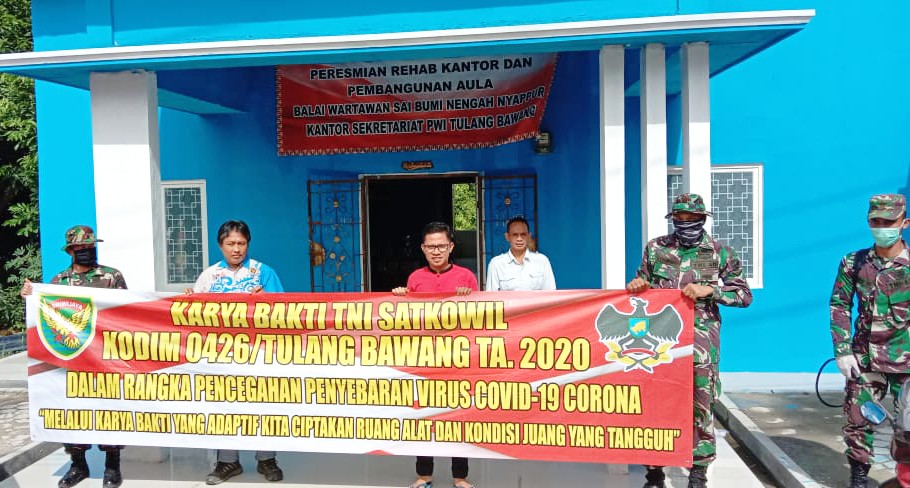 PERESMIAN REHAB KANTOR DAN
PEMBANGUNAN AULA
BALAI WARTAWAN SAI BUMI NENGAH NYAPPUR
KANTOR SEKRETARIAT PWI TULANG BAWANG
SRIWIJAYA
KARYA BAKTI TNI SATKOWIL
KODIM 0426/TULANG BAWANG TA. 2020
DALAM RANGKA PENCEGAHAN PENYEBARAN VIRUS COVID-19 CORONA
"MELALUI KARYA BAKTI YANG ADAPTIF KITA CIPTAKAN RUANG ALAT DAN KONDISI JUANG YANG TANGGUH"